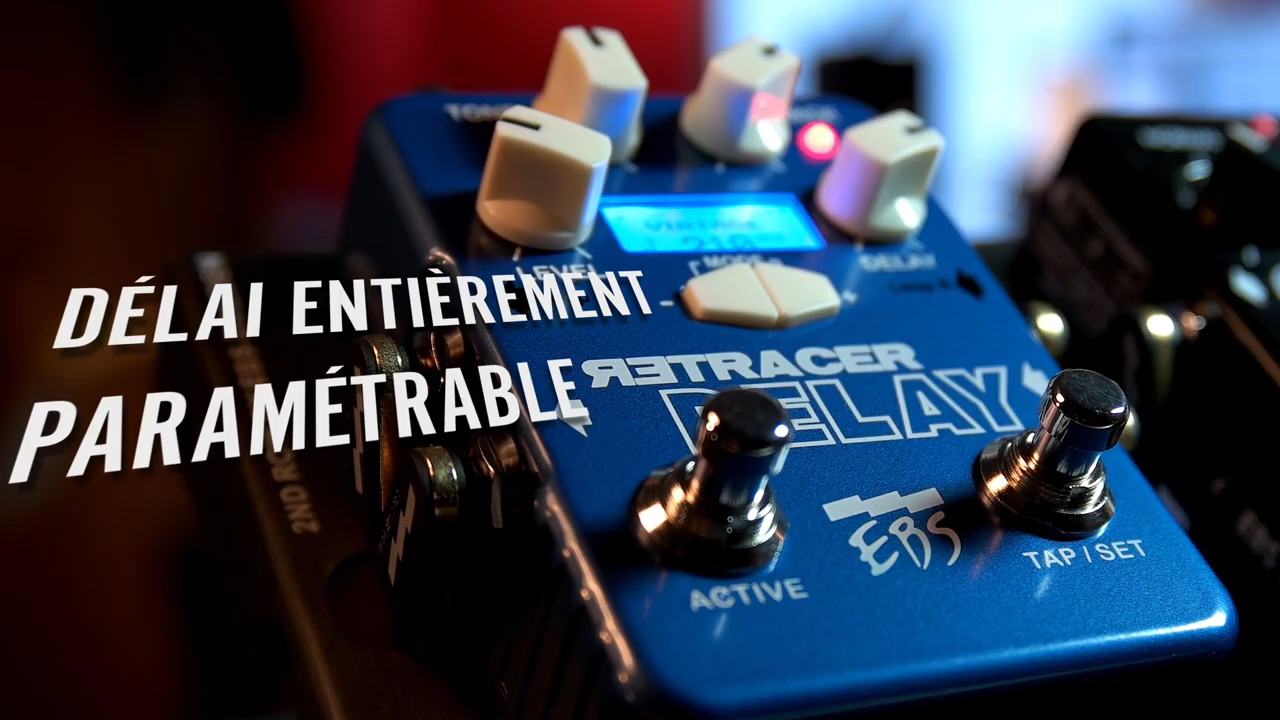 DÉLAI ENTIÈREMENT
PARAMÉTRABLE
LEVEL
MODE
DELAY
RETRACER
DELAY
EBS
ACTIVE
TAP / SET